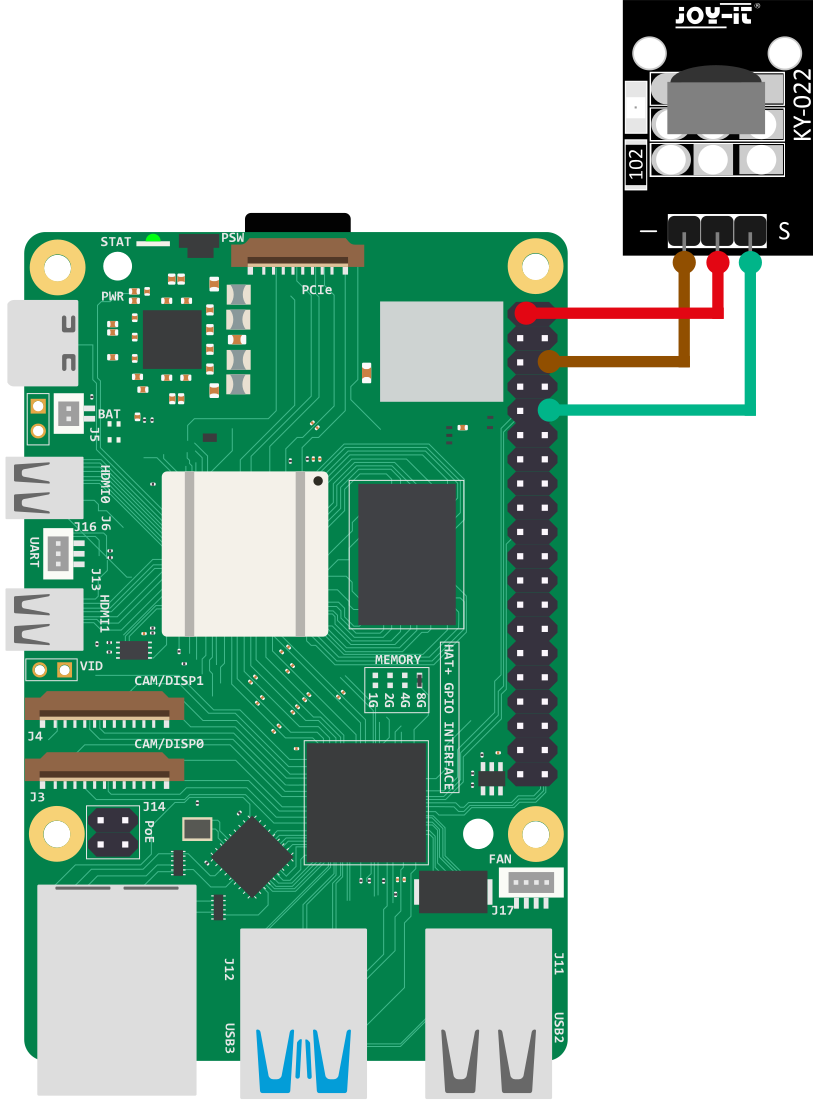 JOY-iT®
KY-022
102
–
S
STAT
PSW
PCIe
PWR
BAT
J5
HDMI0
J6
J16
UART
J13
HDMI1
VID
CAM/DISP1
MEMORY
1G
2G
4G
8G
HAT+ GPIO INTERFACE
J4
CAM/DISP0
J3
J14
PoE
FAN
J17
J12
J11
USB3
USB2